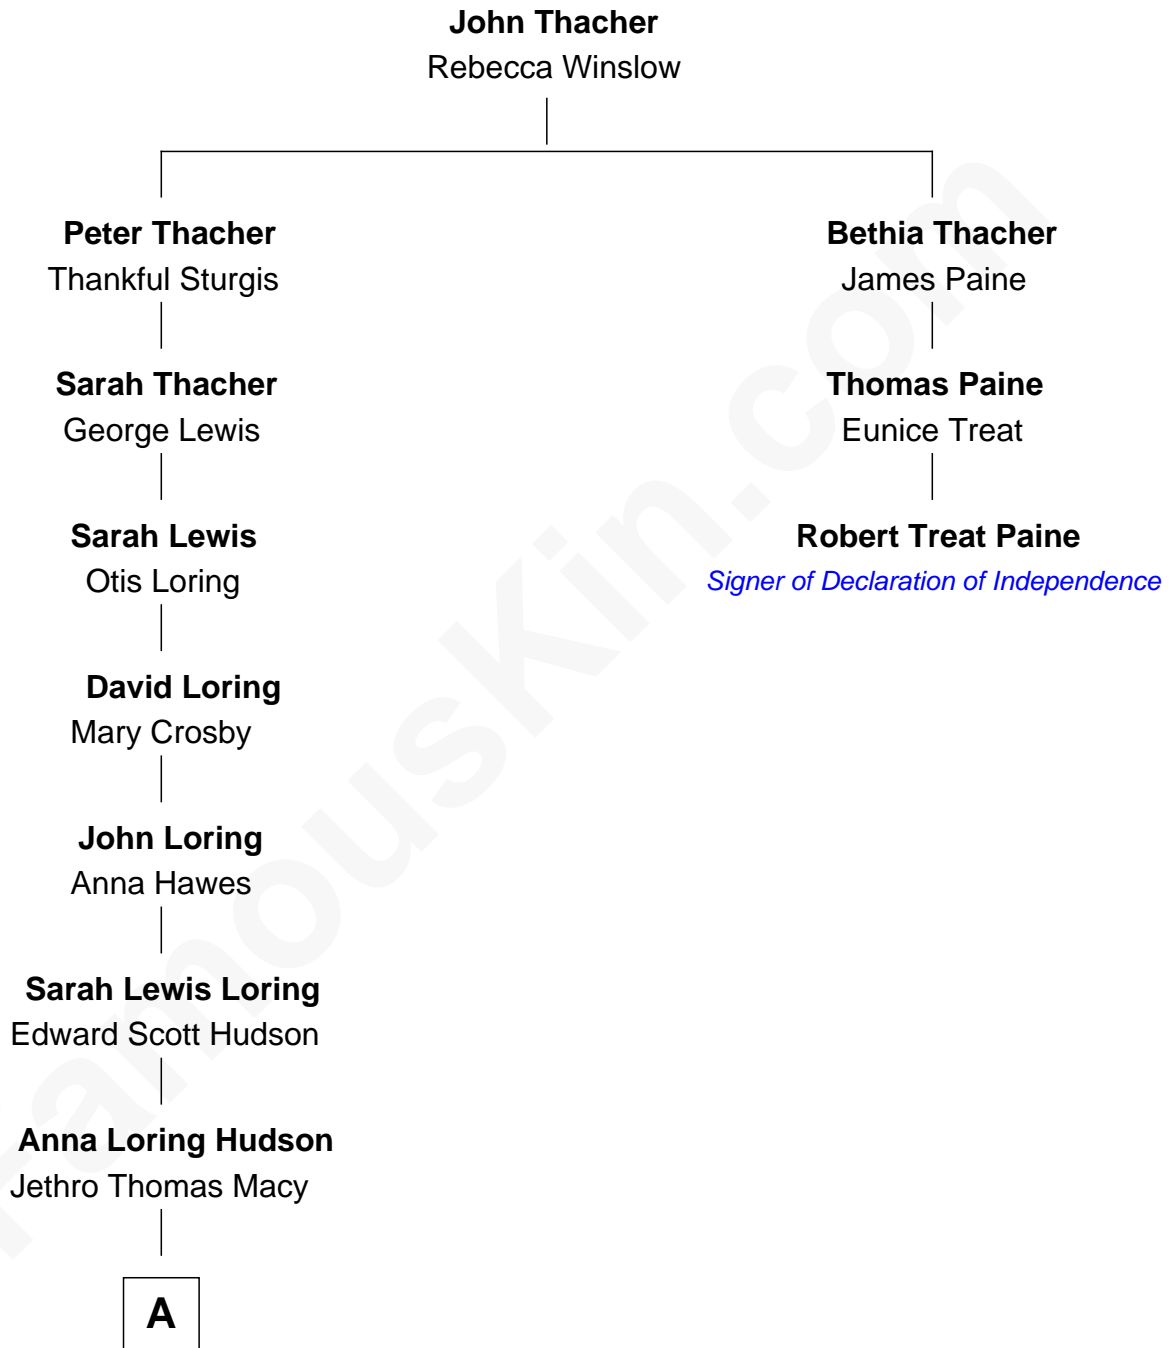 John Thacher
Rebecca Winslow
Peter Thacher
Thankful Sturgis
Bethia Thacher
James Paine
Sarah Thacher
George Lewis
Thomas Paine
Eunice Treat
Sarah Lewis
Otis Loring
Robert Treat Paine
Signer of Declaration of Independence
David Loring
Mary Crosby
John Loring
Anna Hawes
Sarah Lewis Loring
Edward Scott Hudson
Anna Loring Hudson
Jethro Thomas Macy
A
FamousKin.com